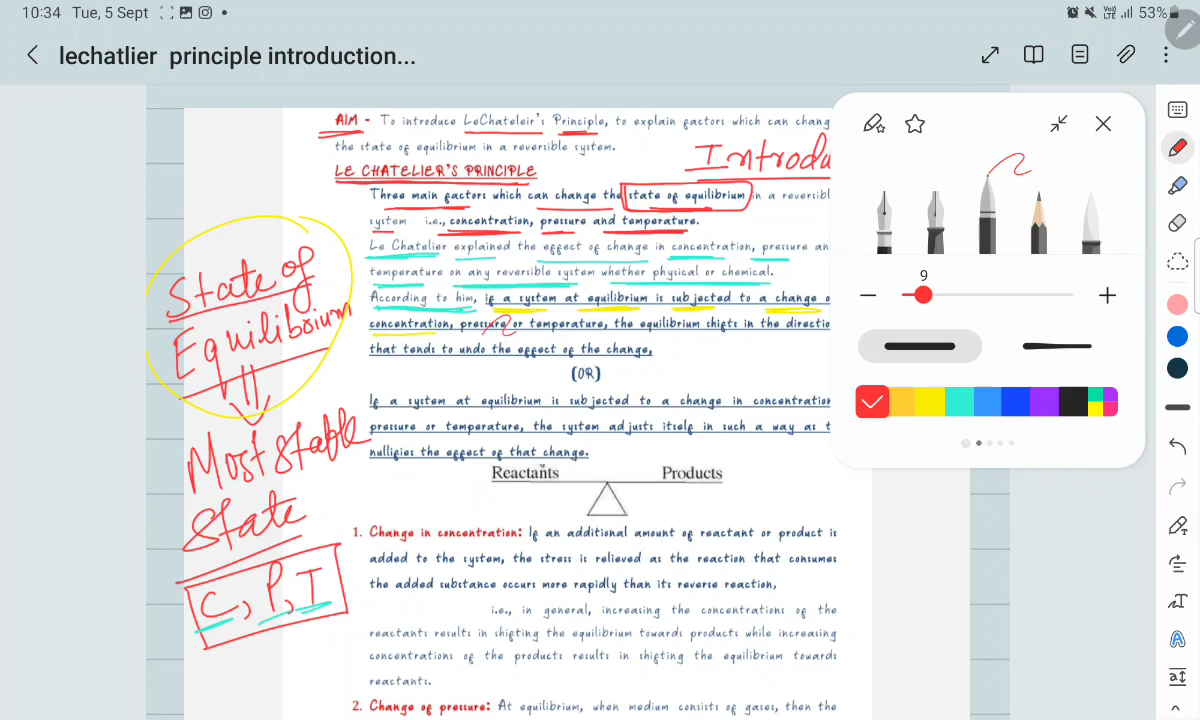 10:34 Tue, 5 Sept
53%
lechatlier principle introduction...
AIM - To introduce LeChateleir's Principle, to explain factors which can chang
the state of equilibrium in a reversible system.
Introdu
LE CHATELIER'S PRINCIPLE
Three main factors which can change the state of equilibrium in a reversibl
system i.e., concentration, pressure and temperature.
Le Chatelier explained the effect of change in concentration, pressure an
temperature on any reversible system whether physical or chemical.
According to him, if a system at equilibrium is subjected to a change o
concentration, pressure or temperature, the equilibrium shifts in the directio
that tends to undo the effect of the change,
(OR)
If a system at equilibrium is subjected to a change in concentration
pressure or temperature, the system adjusts itself in such a way as t
nullifies the effect of that change.
Reactants Products
1. Change in concentration: If an additional amount of reactant or product is
added to the system, the stress is relieved as the reaction that consumes
the added substance occurs more rapidly than its reverse reaction,
i.e., in general, increasing the concentrations of the
reactants results in shifting the equilibrium towards products while increasing
concentrations of the products results in shifting the equilibrium towards
reactants.
2. Change of pressure: At equilibrium, when medium consists of gases, then the
State of
Equilibrium
Most Stable
State
C, P, T
9